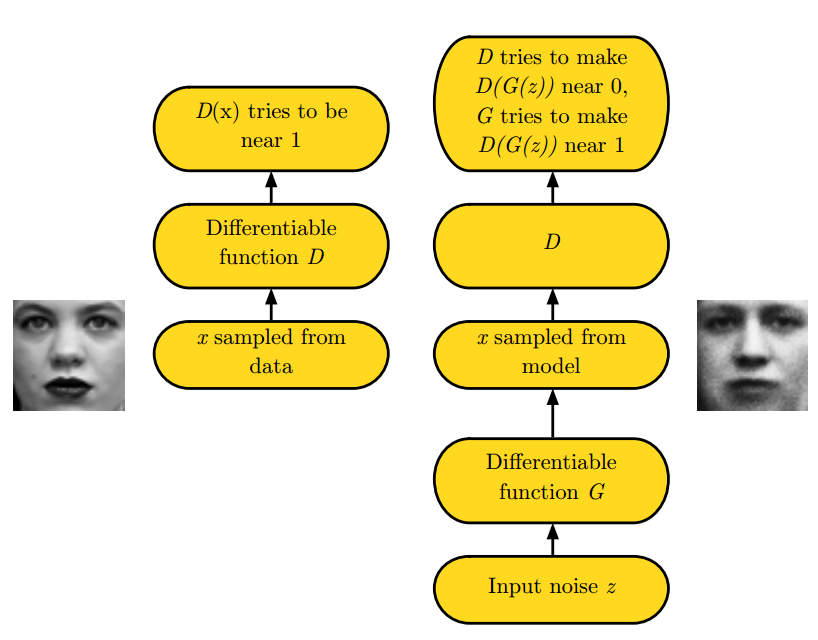 D(x) tries to be
near 1
Differentiable
function D
x sampled from
data
D tries to make
D(G(z)) near 0,
G tries to make
D(G(z)) near 1
D
x sampled from
model
Differentiable
function G
Input noise z